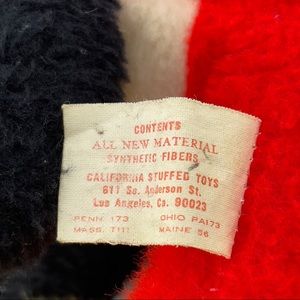 CONTENTS
ALL NEW MATERIAL
SYNTHETIC FIBERS
CALIFORNIA STUFFED TOYS
611 So. Anderson St.
Los Angeles, Ca. 90023
PENN. 173 OHIO PA173
MASS. T111 MAINE 56